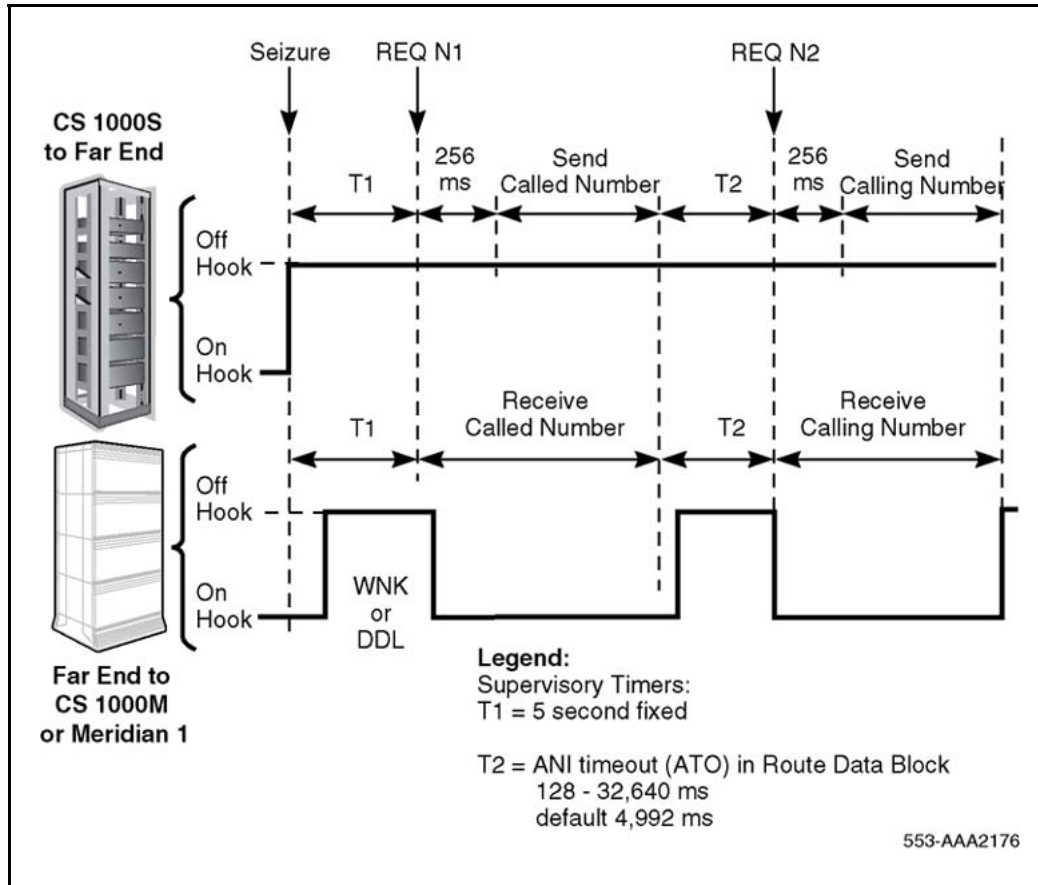 Seizure
REQ N1
REQ N2
CS 1000S
to Far End
T1
256
ms
Send
Called Number
T2
256
ms
Send
Calling Number
Off
Hook
On
Hook
T1
Receive
Called Number
T2
Receive
Calling Number
Off
Hook
On
Hook
WNK
or
DDL
Far End to
CS 1000M
or Meridian 1
Legend:
Supervisory Timers:
T1 = 5 second fixed
T2 = ANI timeout (ATO) in Route Data Block
128 - 32,640 ms
default 4,992 ms
553-AAA2176